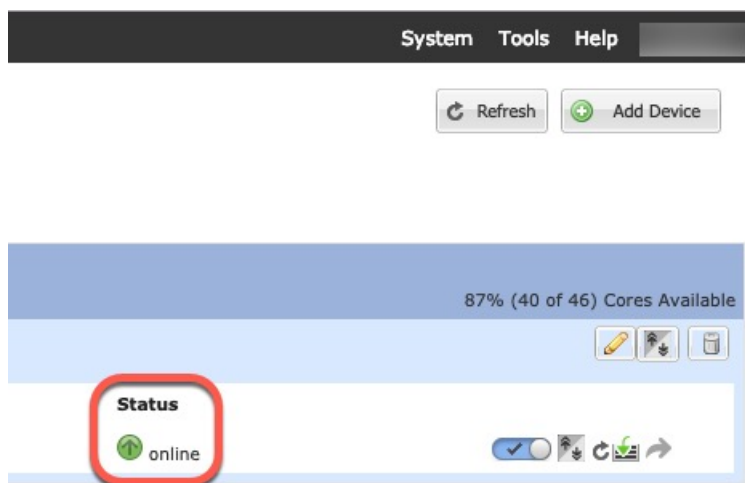 System Tools Help
Refresh Add Device
87% (40 of 46) Cores Available
Status
online